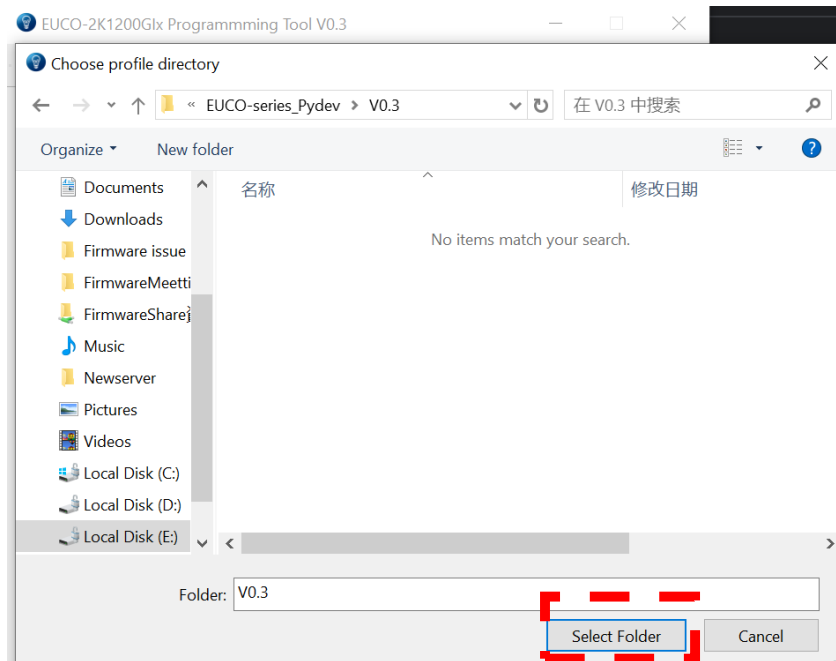 EUCO-2K1200GIx Programmming Tool V0.3
Choose profile directory
« EUCO-series_Pydev > V0.3
在 V0.3 中搜索
Organize
New folder
名称
修改日期
No items match your search.
Documents
Downloads
Firmware issue
FirmwareMeetti
FirmwareShare
Music
Newserver
Pictures
Videos
Local Disk (C:)
Local Disk (D:)
Local Disk (E:)
Folder: V0.3
Select Folder
Cancel